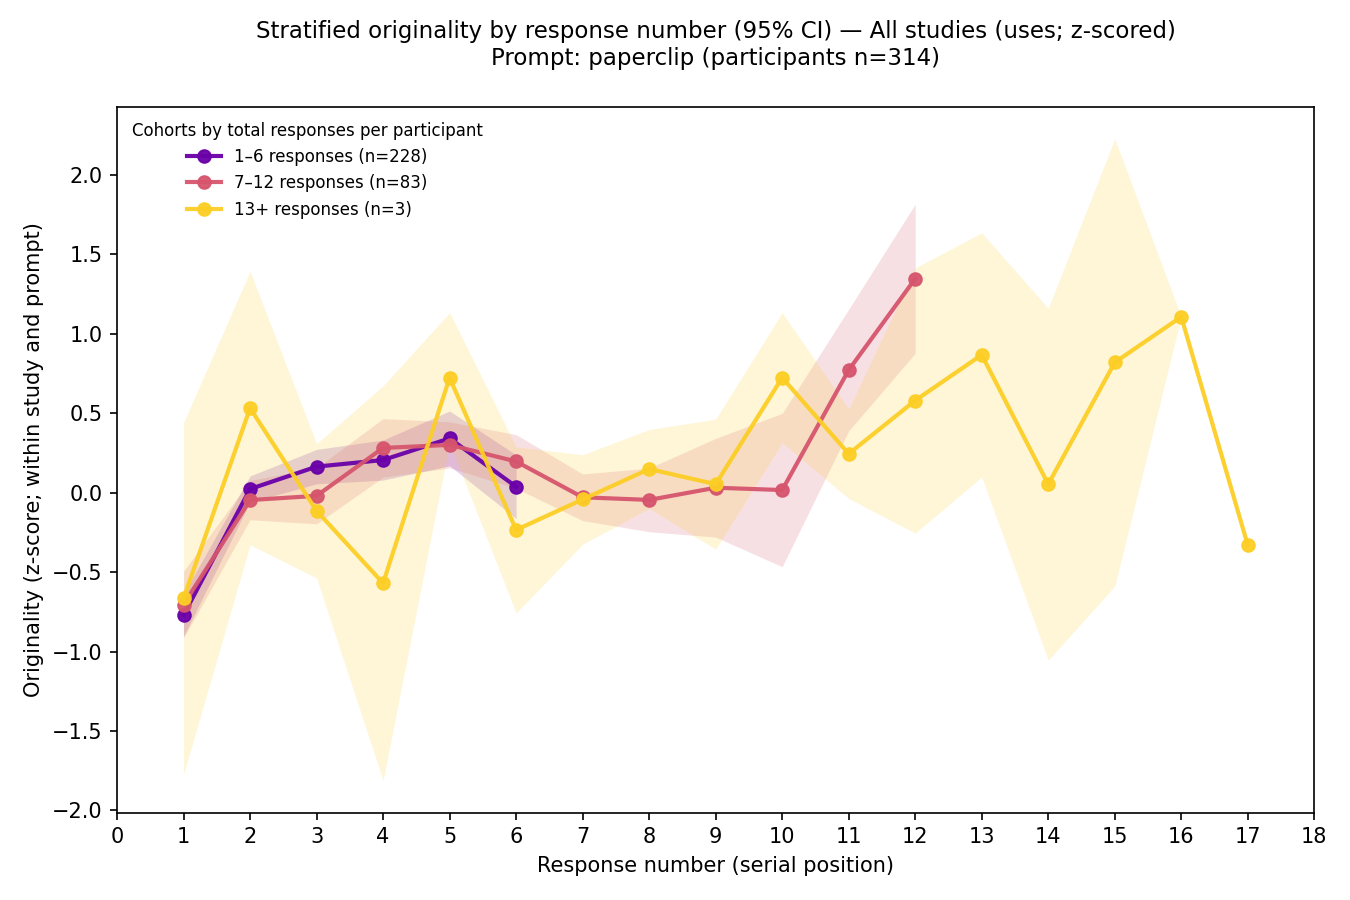 Stratified originality by response number (95% CI) — All studies (uses; z-scored)
Prompt: paperclip (participants n=314)
Cohorts by total responses per participant
1–6 responses (n=228)
7–12 responses (n=83)
13+ responses (n=3)
Originality (z-score; within study and prompt)
2.0
1.5
1.0
0.5
0.0
−0.5
−1.0
−1.5
−2.0
0 1 2 3 4 5 6 7 8 9 10 11 12 13 14 15 16 17 18
Response number (serial position)